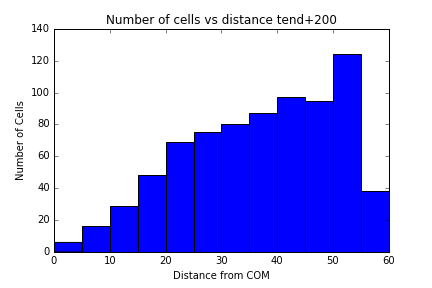 Number of cells vs distance tend+200
140
120
100
80
60
40
20
0
Number of Cells
0 10 20 30 40 50 60
Distance from COM